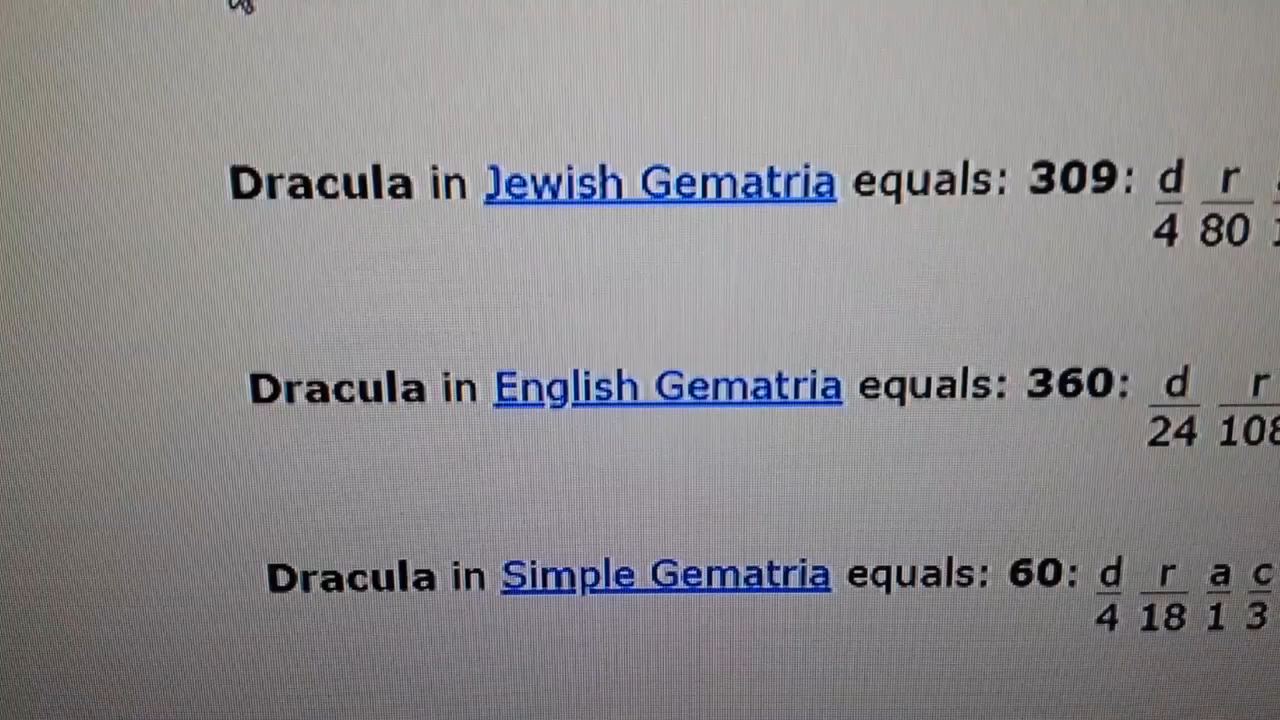 Dracula in Jewish Gematria equals: 309: d r
4 80
Dracula in English Gematria equals: 360: d r
24 108
Dracula in Simple Gematria equals: 60: d r a c
4 18 1 3